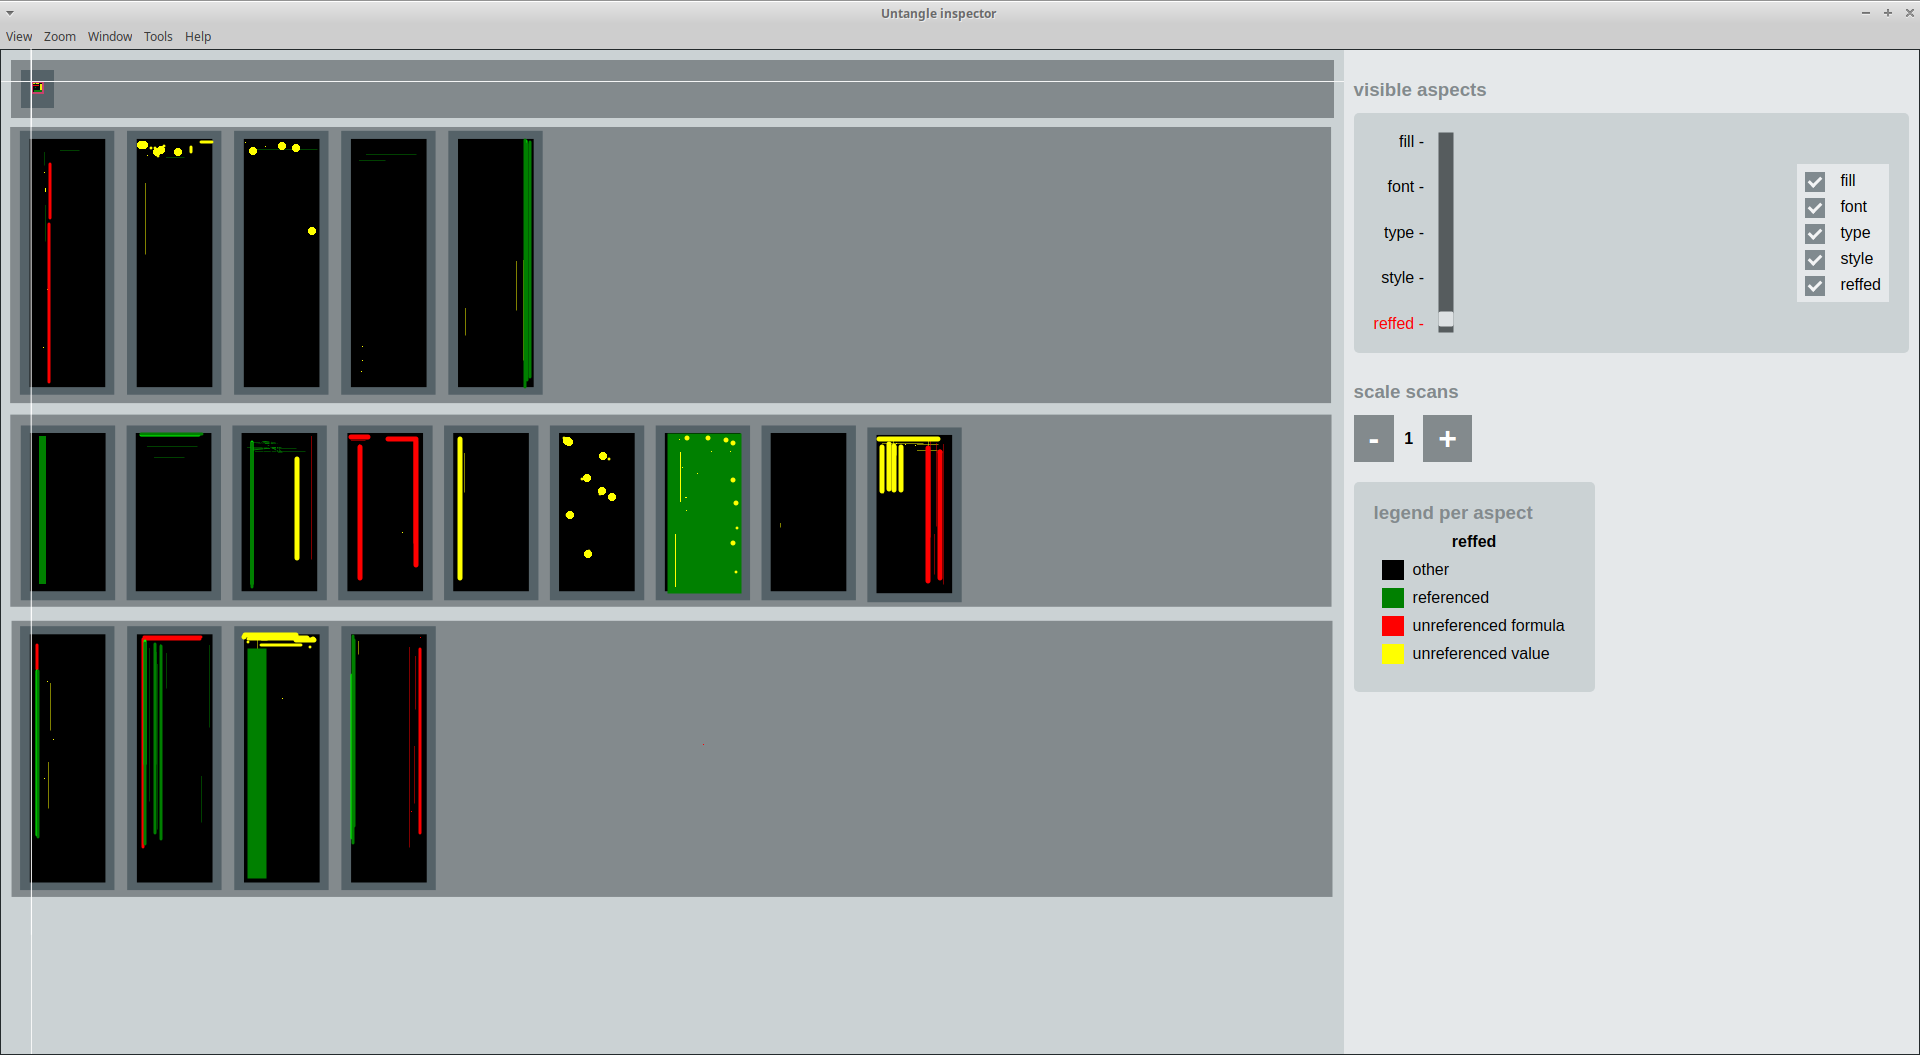 Untangle inspector
View Zoom Window Tools Help
visible aspects
fill -
font -
type -
style -
reffed -
fill
font
type
style
reffed
scale scans
- 1 +
legend per aspect
reffed
other
referenced
unreferenced formula
unreferenced value